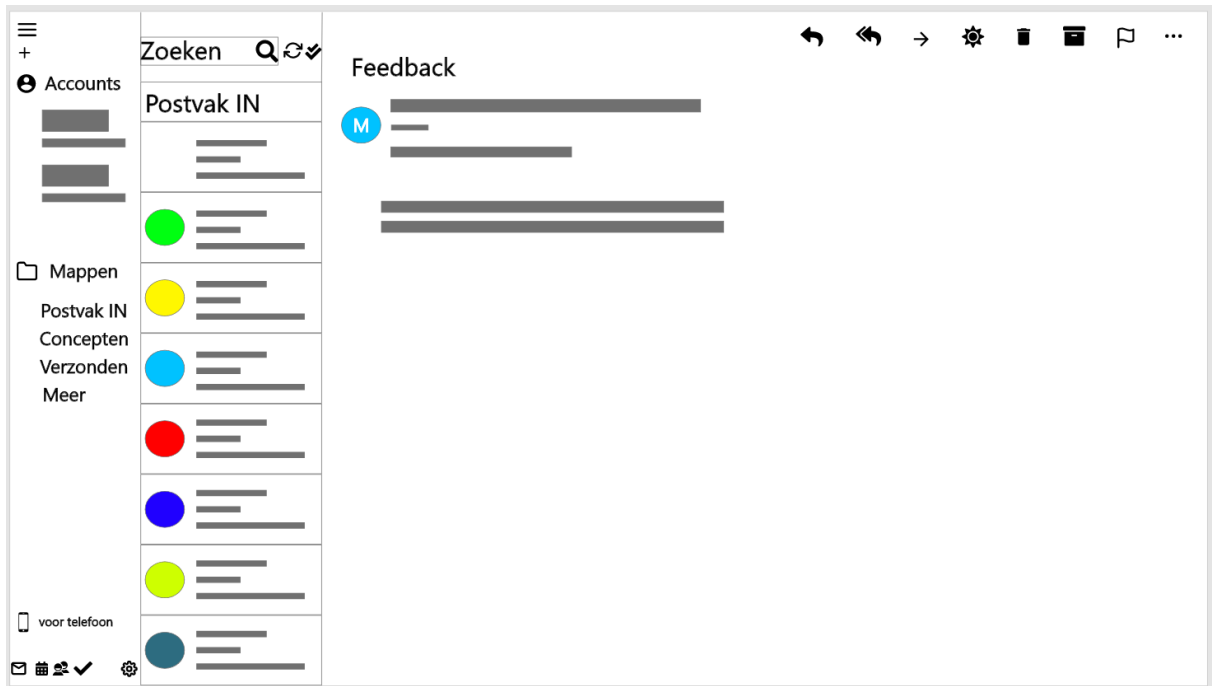 Accounts
Mappen
Postvak IN
Concepten
Verzonden
Meer
voor telefoon
Zoeken
Postvak IN
Feedback
M